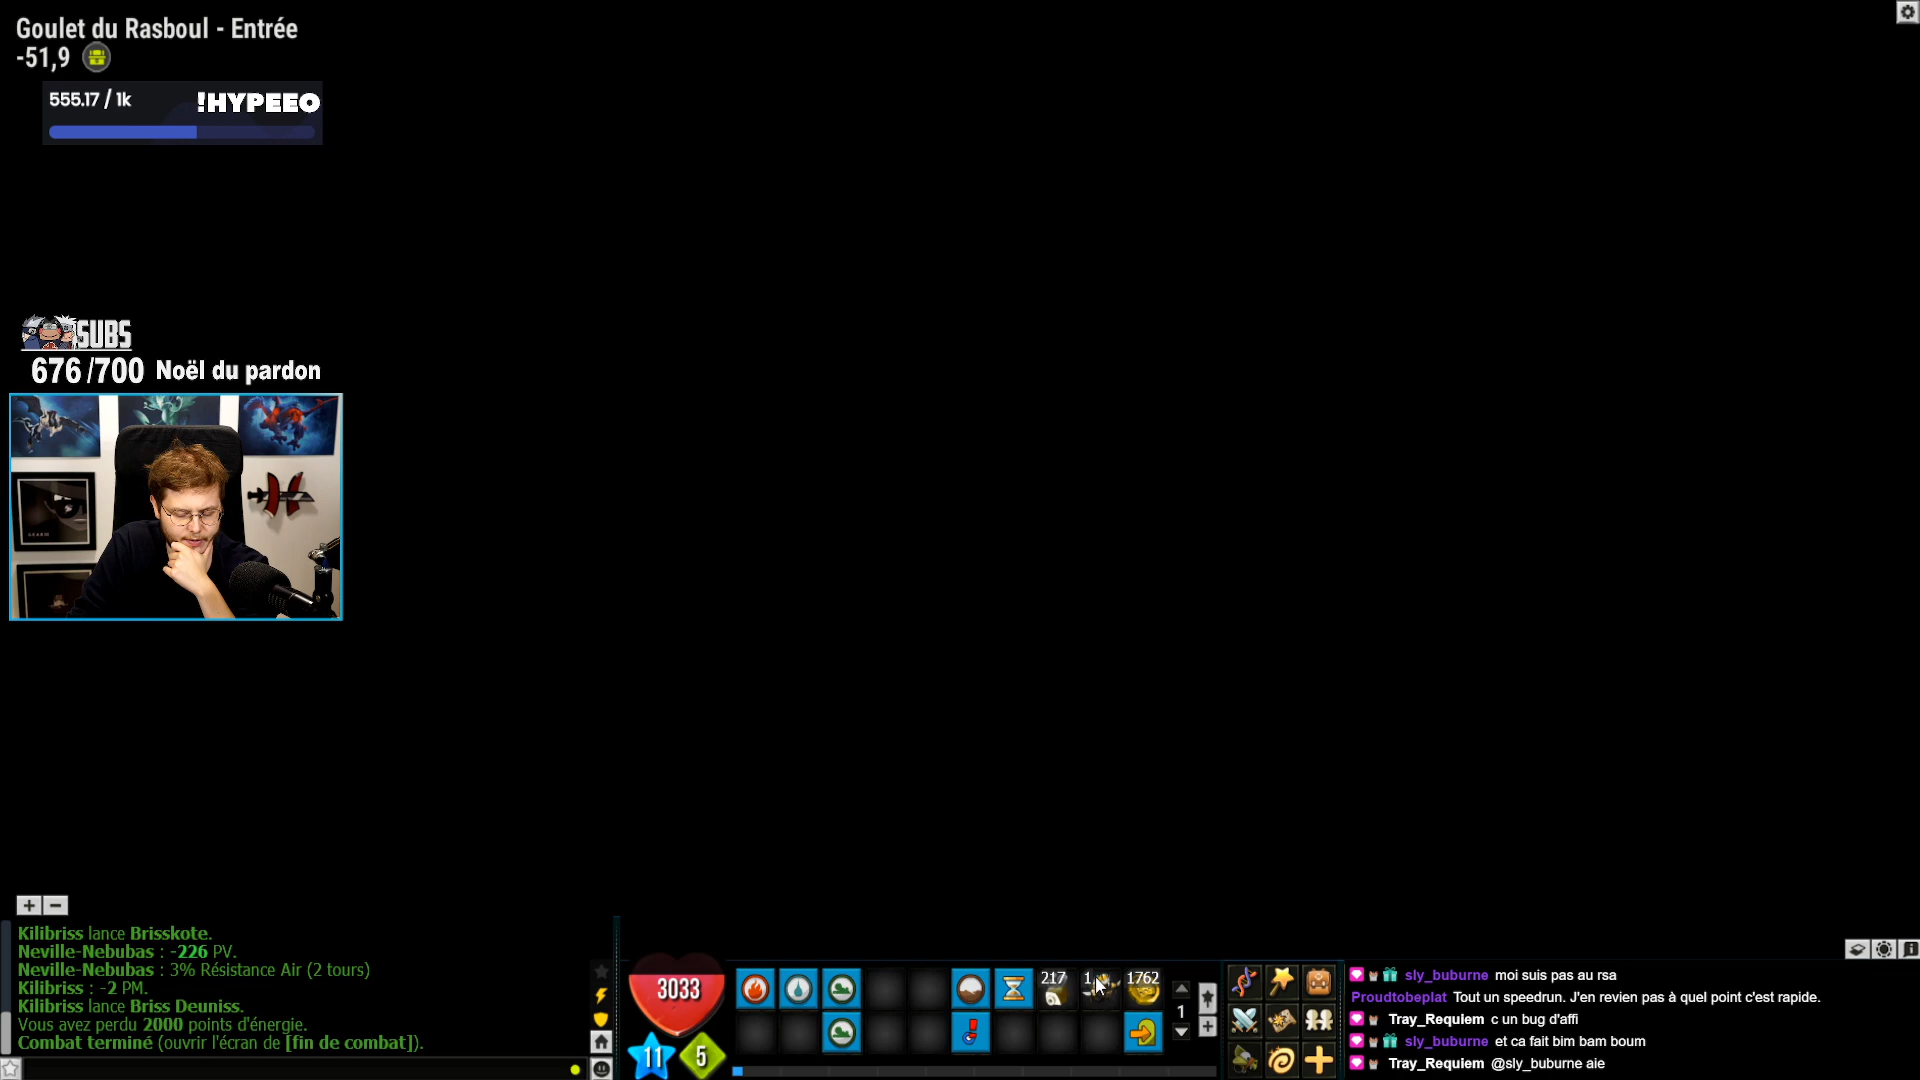 Goulet du Rasboul - Entrée
-51,9
555.17 / 1k
!HYPEEO
SUBS
676 /700 Noël du pardon
Kilibriss lance Brisskote.
Neville-Nebubas : -226 PV.
Neville-Nebubas : 3% Résistance Air (2 tours)
Kilibriss : -2 PM.
Kilibriss lance Briss Deuniss.
Vous avez perdu 2000 points d'énergie.
Combat terminé (ouvrir l'écran de [fin de combat]).
3033
11
5
217
1762
1
sly_buburne moi suis pas au rsa
Proudtobeplat Tout un speedrun. J'en revien pas à quel point c'est rapide.
Tray_Requiem c un bug d'affi
sly_buburne et ca fait bim bam boum
Tray_Requiem @sly_buburne aie